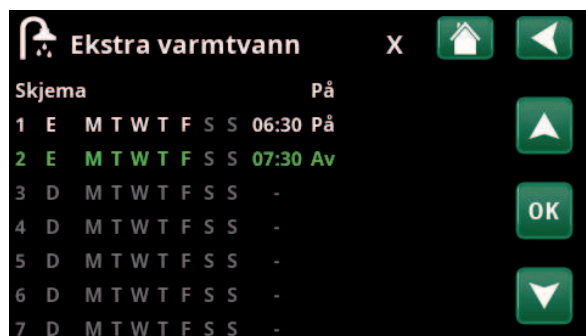 Ekstra varmtvann X
Skjema På
1 E M T W T F S S 06:30 På
2 E M T W T F S S 07:30 Av
3 D M T W T F S S -
4 D M T W T F S S -
OK
5 D M T W T F S S -
6 D M T W T F S S -
7 D M T W T F S S